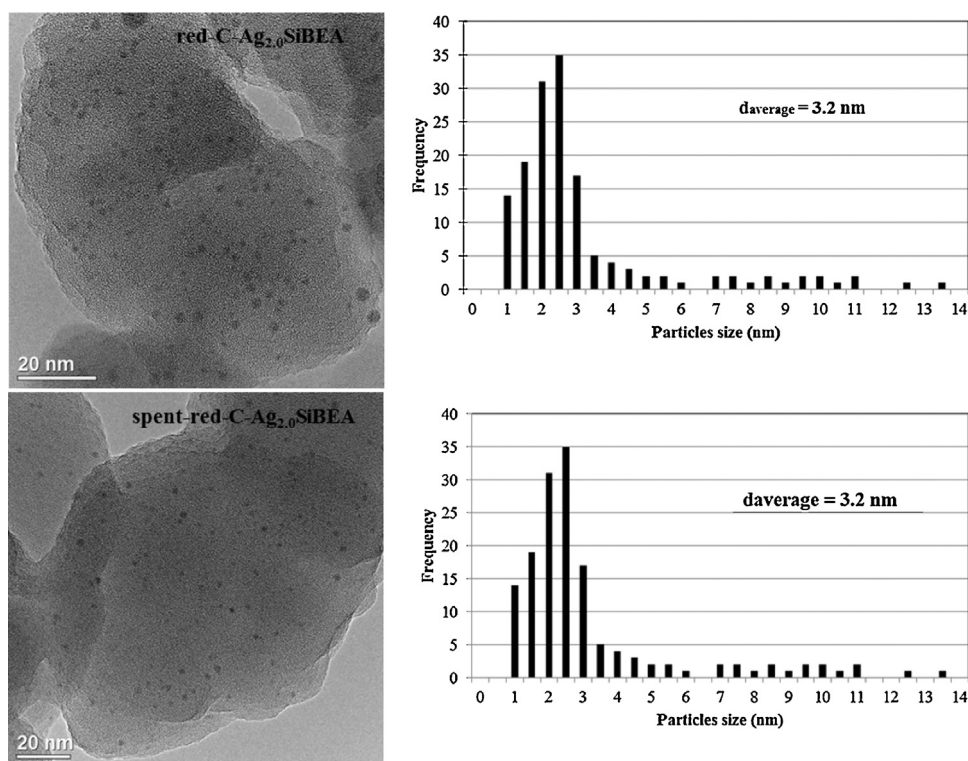 red-C-Ag2.0SiBEA
20 nm
40
35
30
25
20
15
10
5
0
Frequency
daverage = 3.2 nm
0 1 2 3 4 5 6 7 8 9 10 11 12 13 14
Particles size (nm)
spent-red-C-Ag2.0SiBEA
20 nm
40
35
30
25
20
15
10
5
0
Frequency
daverage = 3.2 nm
0 1 2 3 4 5 6 7 8 9 10 11 12 13 14
Particles size (nm)